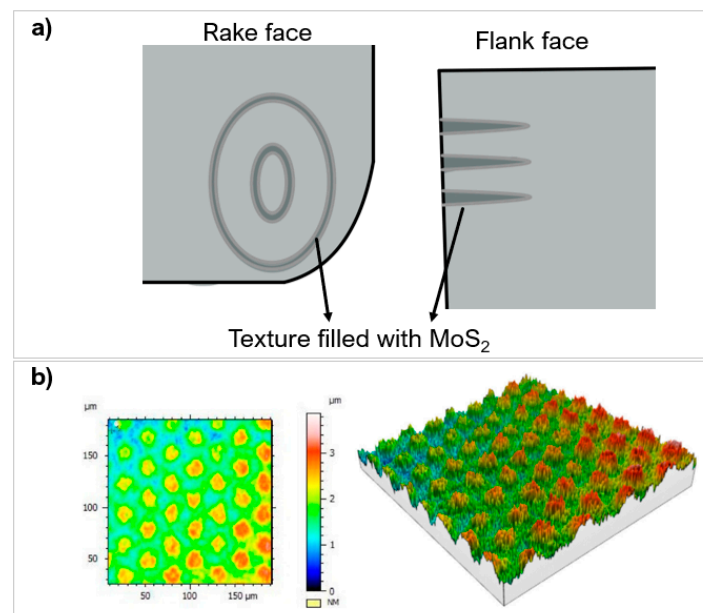 a)
Rake face
Flank face
Texture filled with MoS₂
b)
µm
150
100
50
50
100
150 µm
µm
3
2
1
0
NM